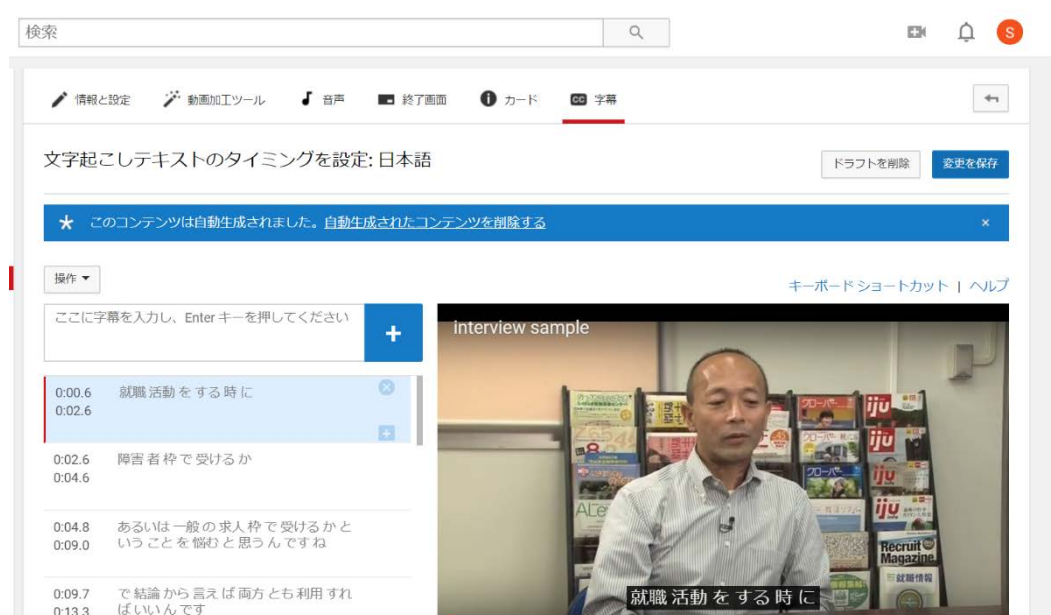 検索
S
情報と設定 動画加工ツール 音声 終了画面 カード CC 字幕
文字起こしテキストのタイミングを設定: 日本語
ドラフトを削除 変更を保存
このコンテンツは自動生成されました。自動生成されたコンテンツを削除する ×
操作
キーボード ショートカット | ヘルプ
ここに字幕を入力し、Enter キーを押してください
+
interview sample
0:00.6 就職 活動 を する 時 に
0:02.6
0:02.6 障害 者 枠 で 受ける か
0:04.6
0:04.8 あるいは 一般 の 求人 枠 で 受ける か と
0:09.0 いう こと を 悩む と 思う ん です ね
0:09.7 で 結論 から 言え ば 両方 とも 利用 すれ
0:13.3 ば いい ん です
iju
iju
iju
iju
Recruit
Magazine
就職情報
就職 活動 を する 時 に